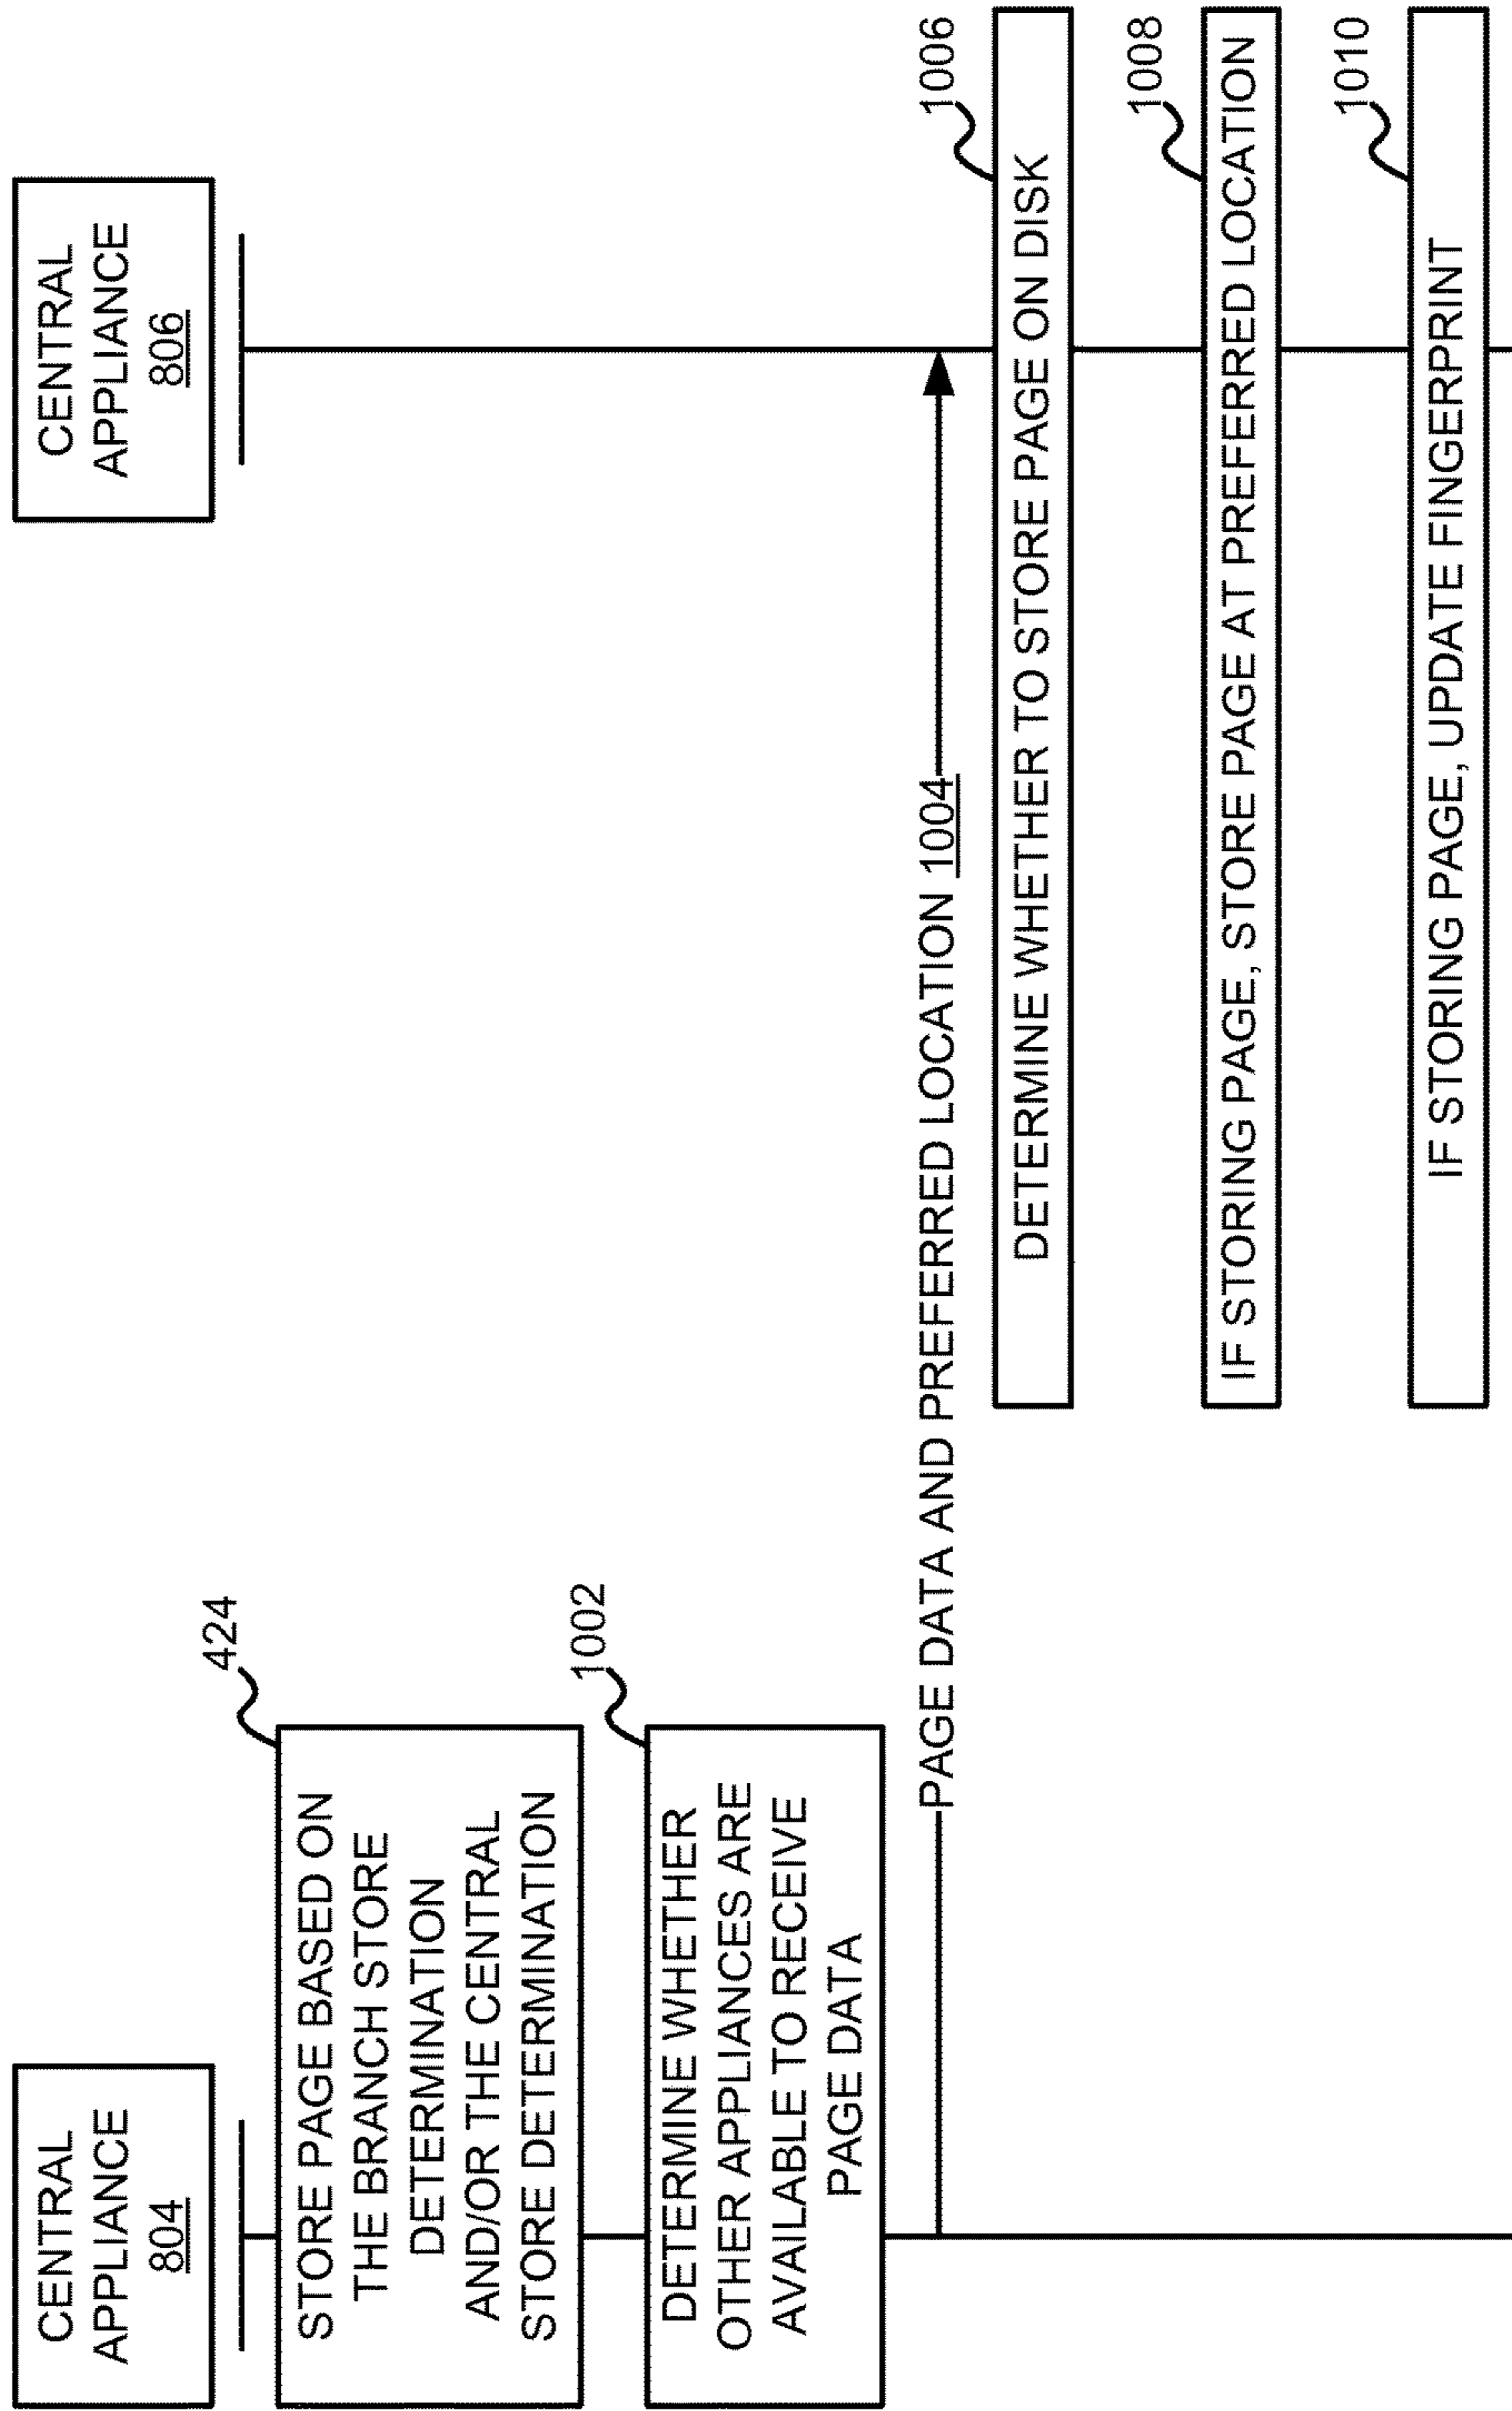 CENTRAL
APPLIANCE
804
CENTRAL
APPLIANCE
806
424
STORE PAGE BASED ON
THE BRANCH STORE
DETERMINATION
AND/OR THE CENTRAL
STORE DETERMINATION
1002
DETERMINE WHETHER
OTHER APPLIANCES ARE
AVAILABLE TO RECEIVE
PAGE DATA
PAGE DATA AND PREFERRED LOCATION 1004
1006
DETERMINE WHETHER TO STORE PAGE ON DISK
1008
IF STORING PAGE, STORE PAGE AT PREFERRED LOCATION
1010
IF STORING PAGE, UPDATE FINGERPRINT